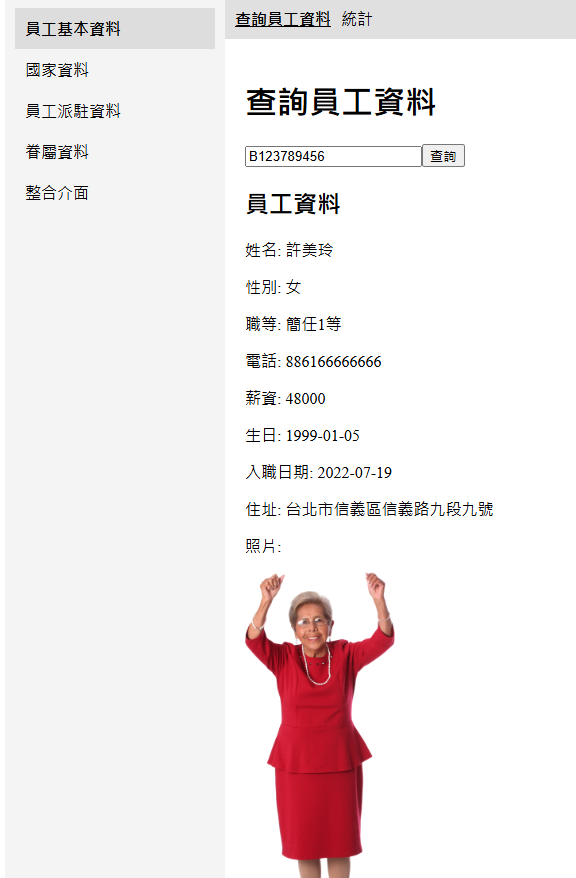 員工基本資料
國家資料
員工派駐資料
眷屬資料
整合介面
查詢員工資料 統計
查詢員工資料
B123789456 查詢
員工資料
姓名: 許美玲
性別: 女
職等: 簡任1等
電話: 886166666666
薪資: 48000
生日: 1999-01-05
入職日期: 2022-07-19
住址: 台北市信義區信義路九段九號
照片: